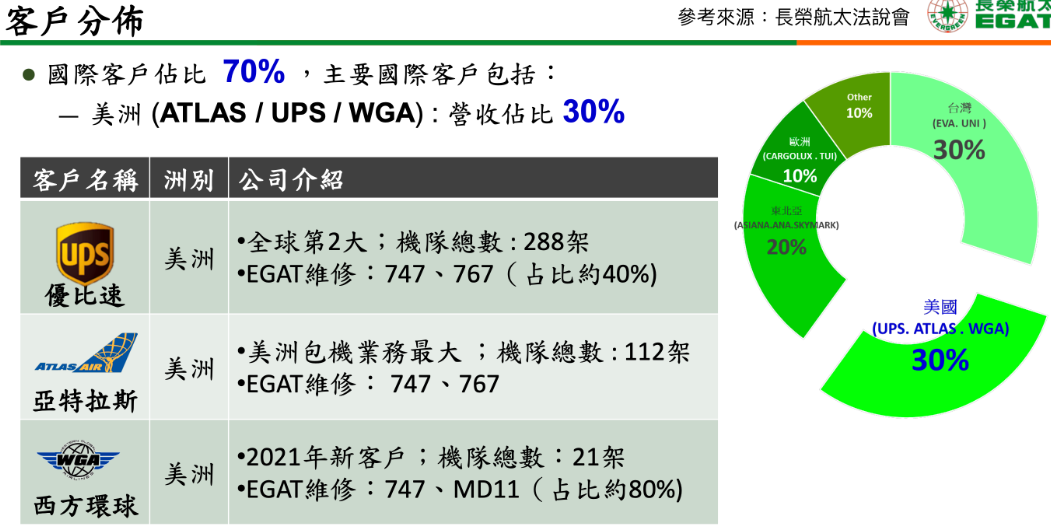 客戶分佈
參考來源：長榮航太法說會
長榮航太
EGAT
● 國際客戶佔比 70% ，主要國際客戶包括：
— 美洲 (ATLAS / UPS / WGA) : 營收佔比 30%
客戶名稱 洲別 公司介紹
ups
優比速
美洲
•全球第2大；機隊總數 : 288架
•EGAT維修：747、767（占比約40%)
ATLAS AIR
亞特拉斯
美洲
•美洲包機業務最大 ；機隊總數 : 112架
•EGAT維修： 747、767
WGA
西方環球
美洲
•2021年新客戶；機隊總數：21架
•EGAT維修：747、MD11（占比約80%)
Other
10%
台灣
(EVA. UNI )
30%
歐洲
(CARGOLUX . TUI)
10%
東北亞
(ASIANA.ANA.SKYMARK)
20%
美國
(UPS. ATLAS . WGA)
30%